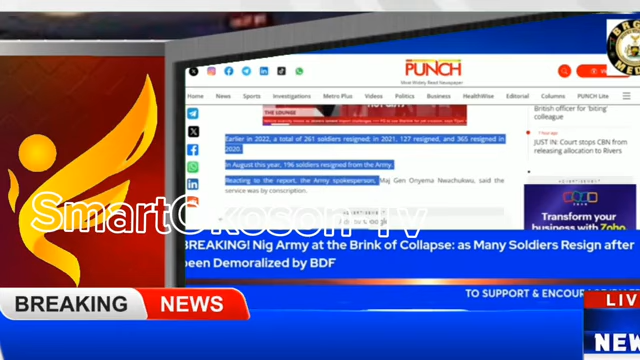 PUNCH
Most Widely Read Newspaper
Home News Sports Investigations Metro Plus Videos Politics Business HealthWise Editorial Columns PUNCH Lite
THE LOUNGE
British officer for 'biting'
colleague
Earlier in 2022, a total of 261 soldiers resigned; in 2021, 127 resigned, and 365 resigned in
2020.
In August this year, 196 soldiers resigned from the Army.
Reacting to the report, the Army spokesperson, Maj Gen Onyema Nwachukwu, said the
service was by conscription.
JUST IN: Court stops CBN from
releasing allocation to Rivers
ADVERTISEMENT
Transform your
business with Zoho
SmartOkoson Tv
BREAKING! Nig Army at the Brink of Collapse: as Many Soldiers Resign after
been Demoralized by BDF
TO SUPPORT & ENCOURAGE
BREAKING NEWS
LIV
NEW